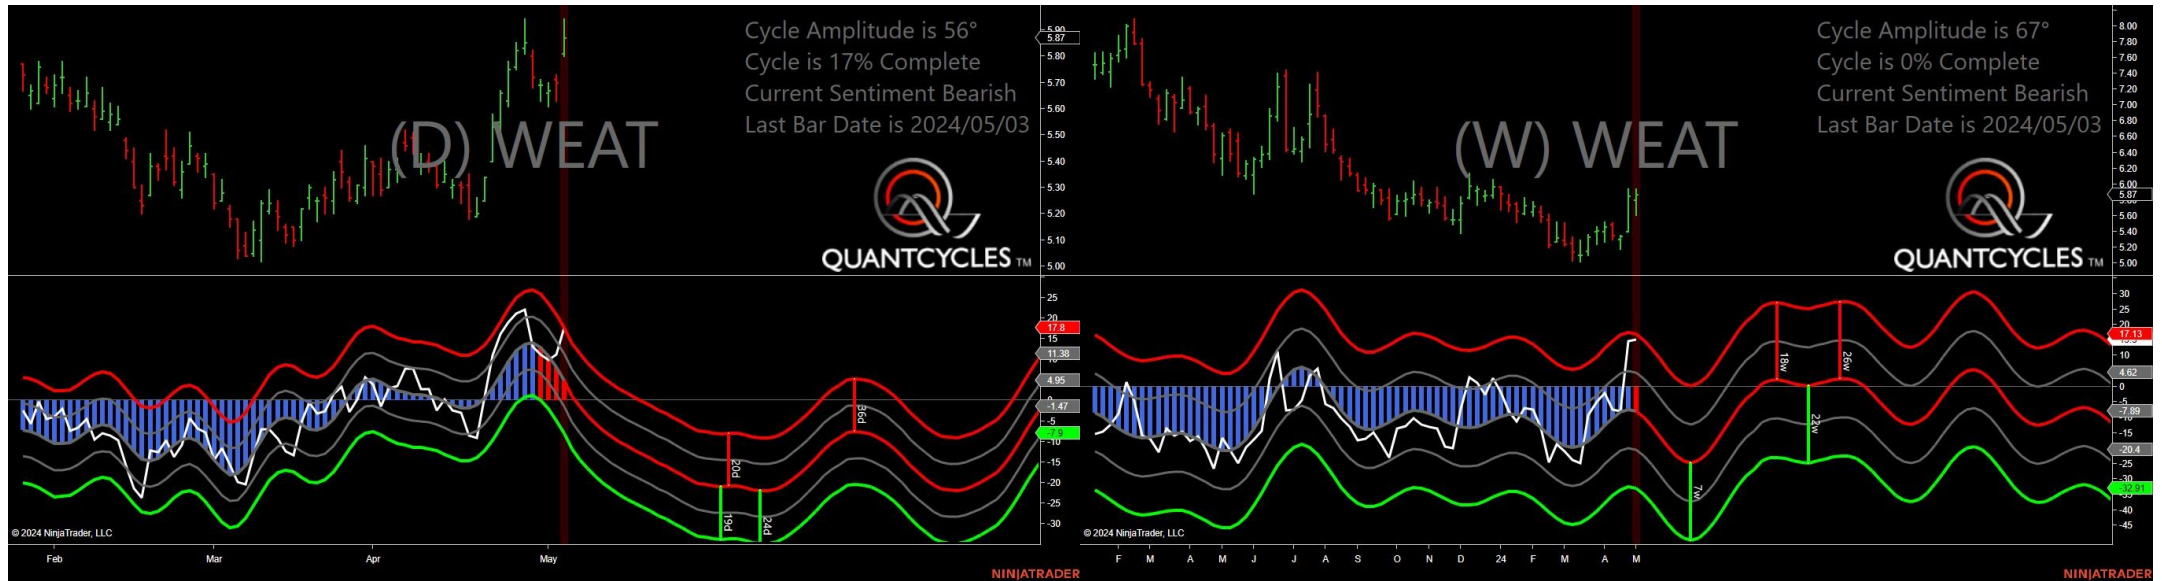 Cycle Amplitude is 56°
Cycle is 17% Complete
Current Sentiment Bearish
Last Bar Date is 2024/05/03
(D) WEAT
QUANTCYCLES TM
5.90
5.87
5.80
5.70
5.60
5.50
5.40
5.30
5.20
5.10
5.00
25
20
17.8
15
11.38
4.95
-1.47
-5
-7.9
-10
-15
-20
-25
-30
20d
19d
24d
36d
© 2024 NinjaTrader, LLC
Feb Mar Apr May
NINJATRADER
Cycle Amplitude is 67°
Cycle is 0% Complete
Current Sentiment Bearish
Last Bar Date is 2024/05/03
(W) WEAT
QUANTCYCLES TM
8.00
7.80
7.60
7.40
7.20
7.00
6.80
6.60
6.40
6.20
6.00
5.87
5.60
5.40
5.20
5.00
30
25
20
17.13
10
4.62
0
-5
-7.89
-15
-20.4
-25
-32.91
-40
-45
7w
18w
22w
26w
© 2024 NinjaTrader, LLC
F M A M J J A S O N D 24 F M A M
NINJATRADER